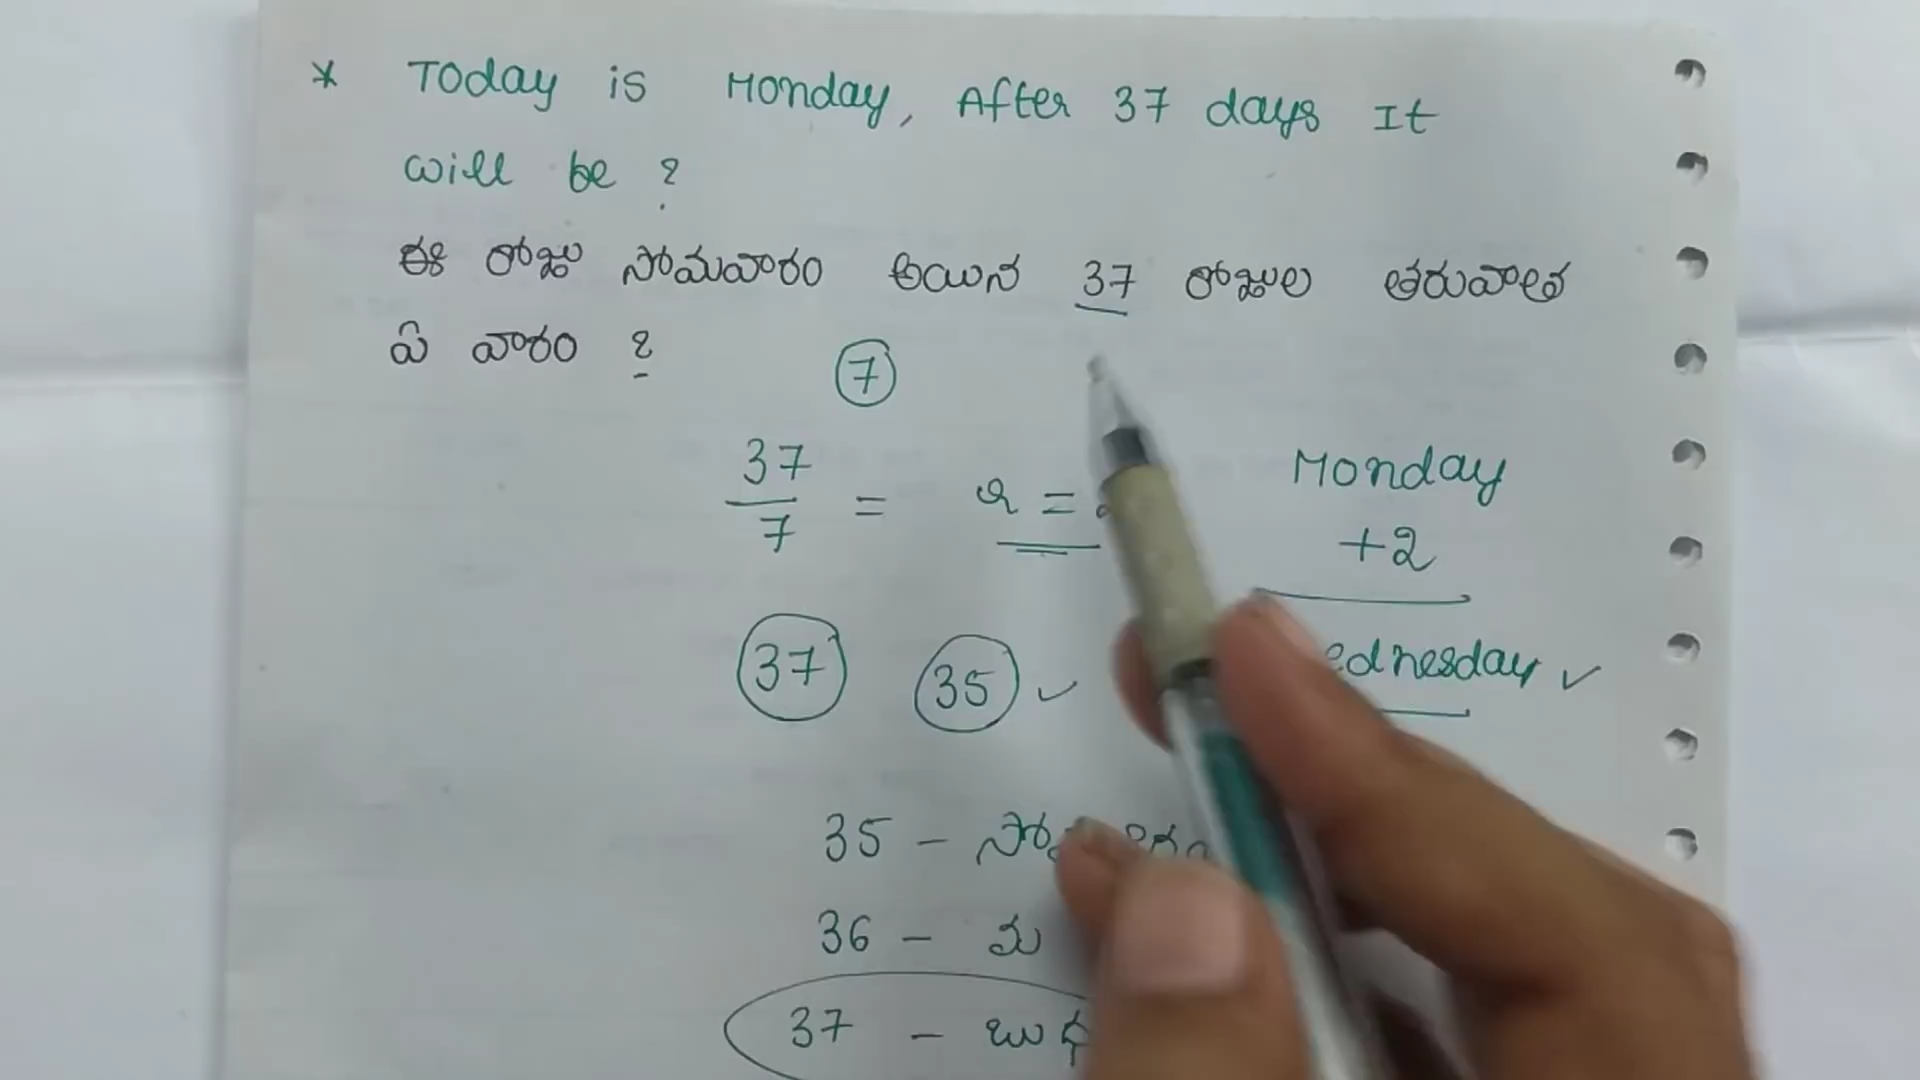 * Today is Monday, After 37 days It
will be ?
ఈ రోజు సోమవారం అయిన 37 రోజుల తరువాత
ఏ వారం ?
7
37
7
= r =
Monday
+2
37 35 ✓
ednesday ✓
35 -
36 - మ
37 - బుధ